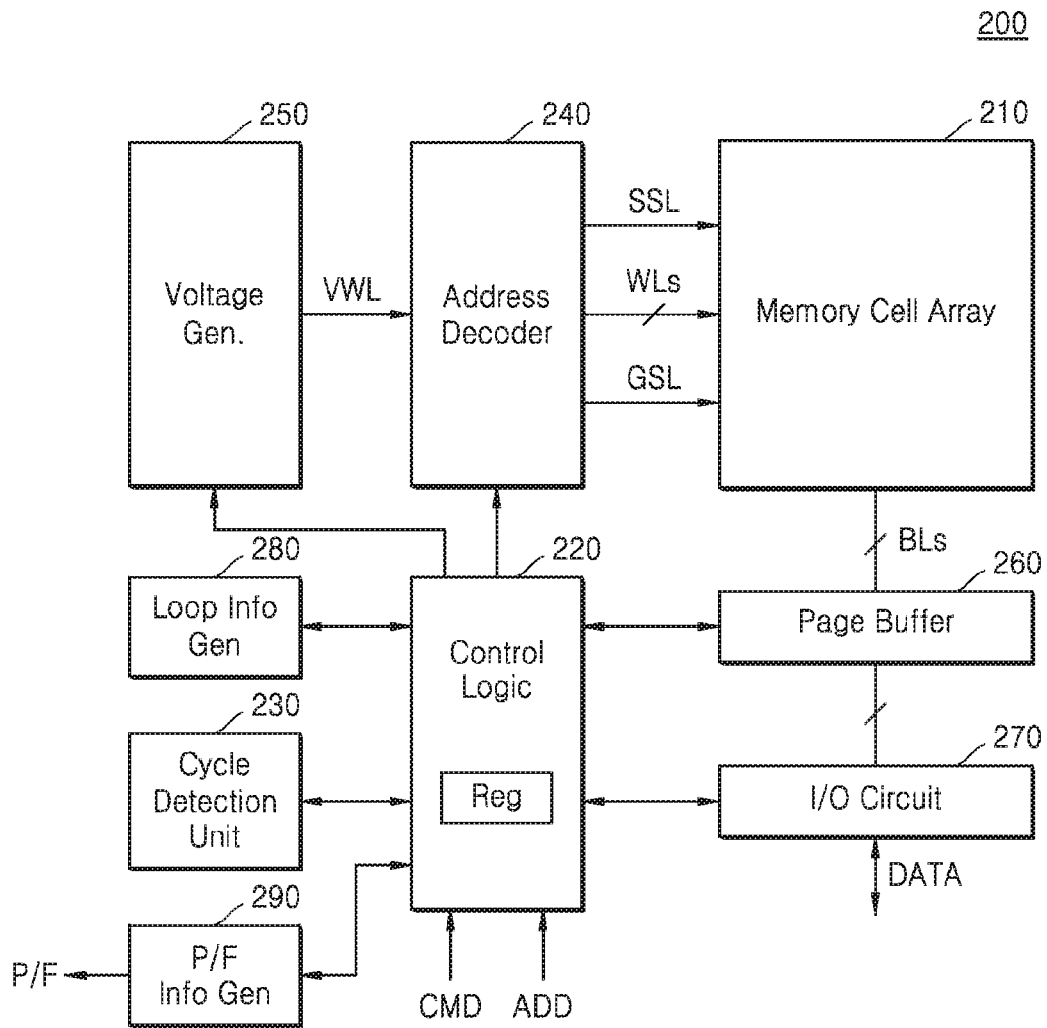 200
250
240
210
Voltage
Gen.
VWL
Address
Decoder
SSL
WLs
GSL
Memory Cell Array
BLs
280
220
260
Loop Info
Gen
Control
Logic
Page Buffer
230
270
Cycle
Detection
Unit
Reg
I/O Circuit
DATA
290
P/F
P/F
Info Gen
CMD
ADD